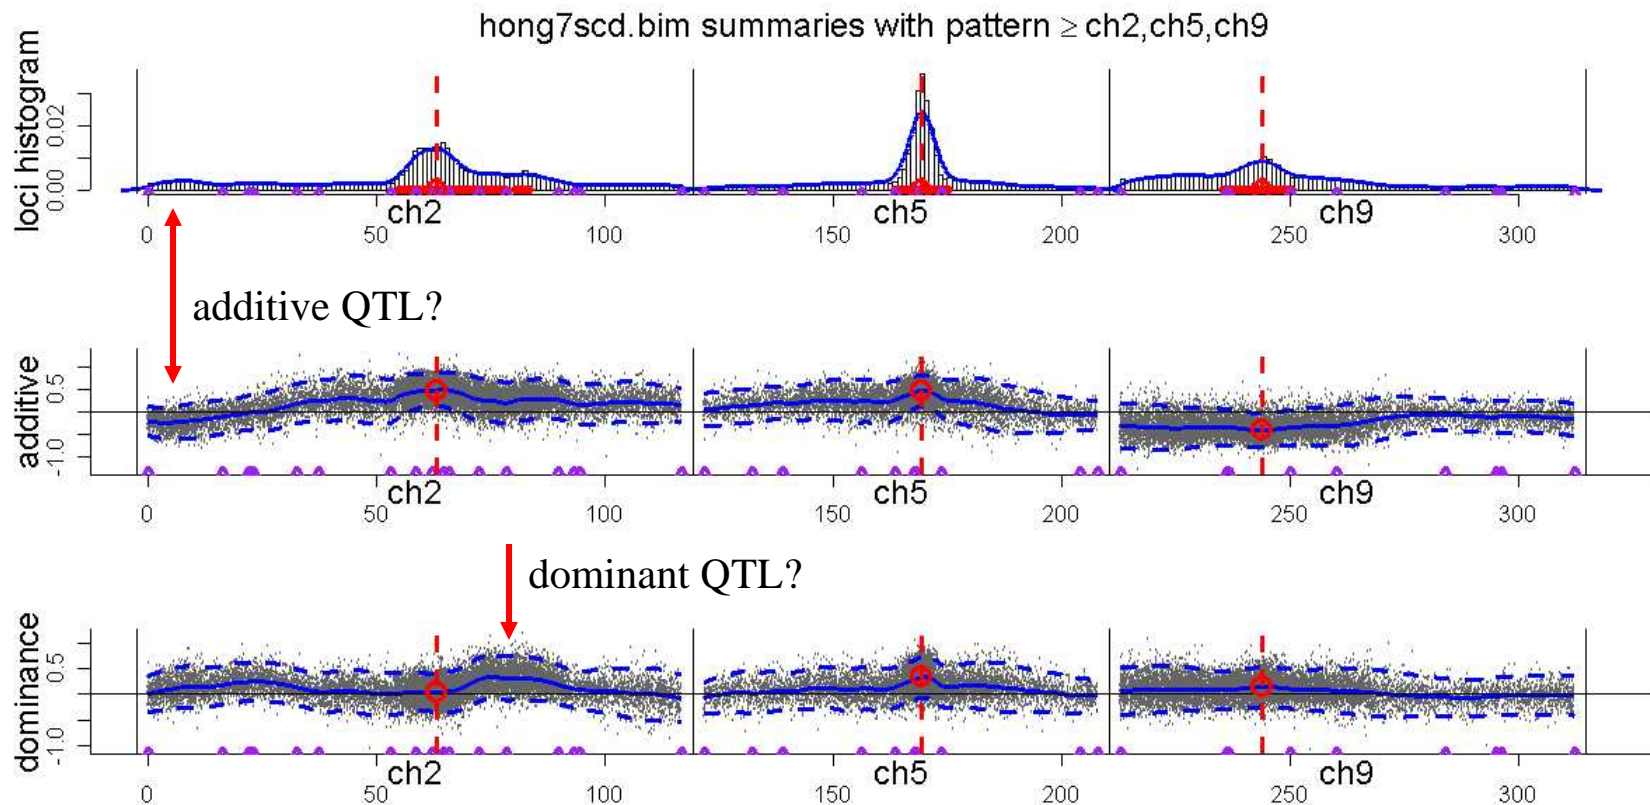 hong7scd.bim summaries with pattern ≥ ch2,ch5,ch9
loci histogram
0.00 0.02
ch2 ch5 ch9
0 50 100 150 200 250 300
additive QTL?
additive
-1.0 0.5
ch2 ch5 ch9
0 50 100 150 200 250 300
dominant QTL?
dominance
-1.0 0.5
ch2 ch5 ch9
0 50 100 150 200 250 300